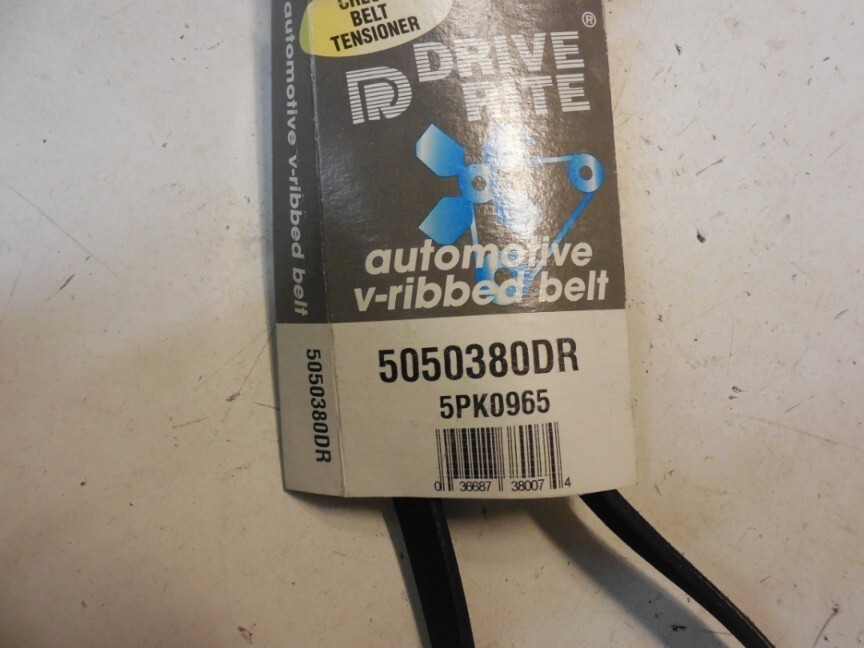 BELT
TENSIONER
DRIVE ®
RITE
automotive
v-ribbed belt
5050380DR
5PK0965
0 36687 38007 4
automotive v-ribbed belt
5050380DR